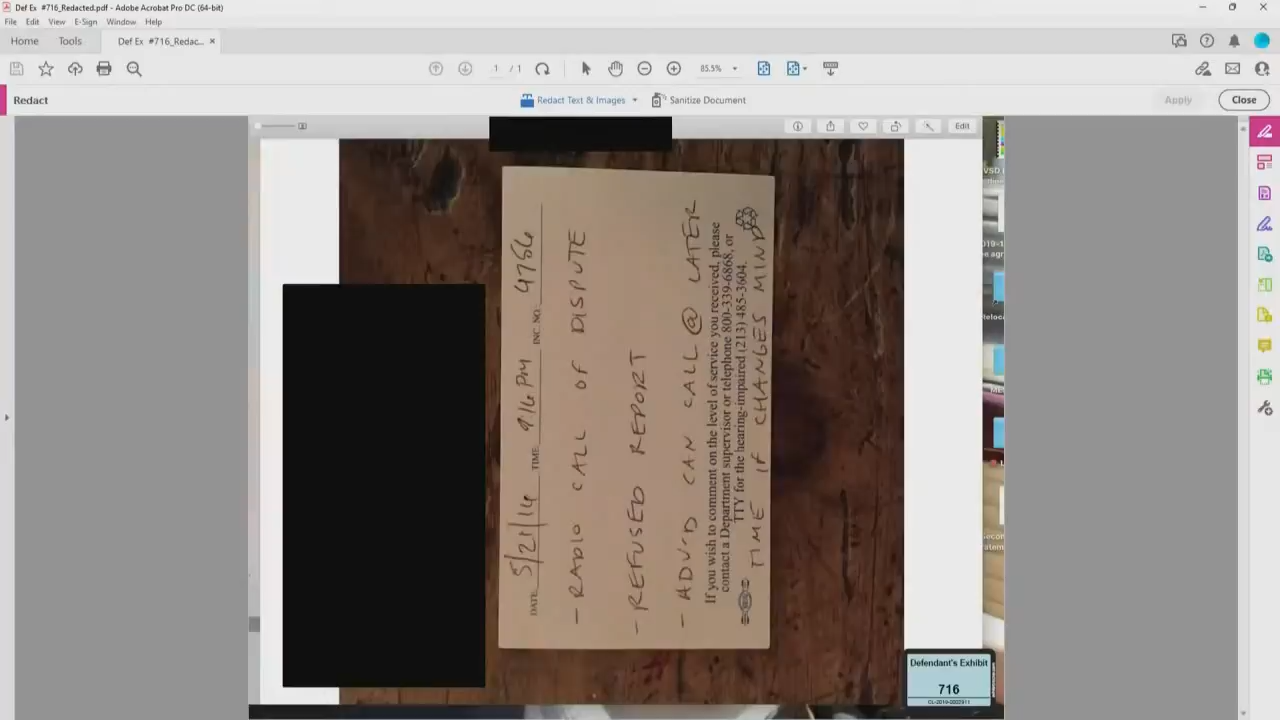 Def Ex #716_Redacted.pdf - Adobe Acrobat Pro DC (64-bit)
File Edit View E-Sign Window Help
Home Tools Def Ex #716_Redac... ×
1 / 1 85.5%
Redact Redact Text & Images Sanitize Document Apply Close
Edit
DATE 5/21/14 TIME 9:16 PM INC. NO. 4756
- RADIO CALL OF DISPUTE
- REFUSED REPORT
- ADV'D CAN CALL @ LATER
If you wish to comment on the level of service you received, please
contact a Department supervisor or telephone 800-339-6868, or
TTY for the hearing-impaired (213) 485-3604.
TIME IF CHANGES MIND
Defendant's Exhibit
716
CL-2019-0002911